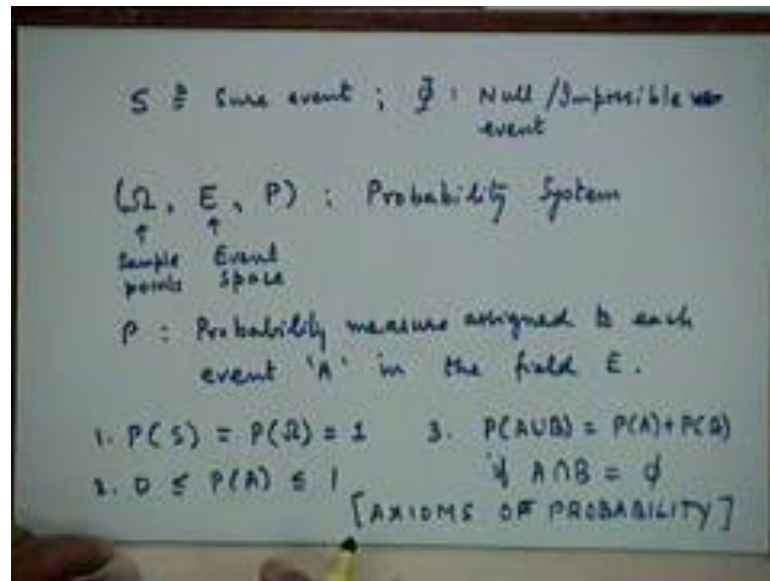 S ≜ Sure event ; Φ : Null /Impossible
event
(Ω, E, P) : Probability System
↑ ↑
Sample Event
points Space
P : Probability measure assigned to each
event 'A' in the field E.
1. P(S) = P(Ω) = 1 3. P(AUB) = P(A)+P(B)
if A∩B = φ
2. 0 ≤ P(A) ≤ 1
[AXIOMS OF PROBABILITY]